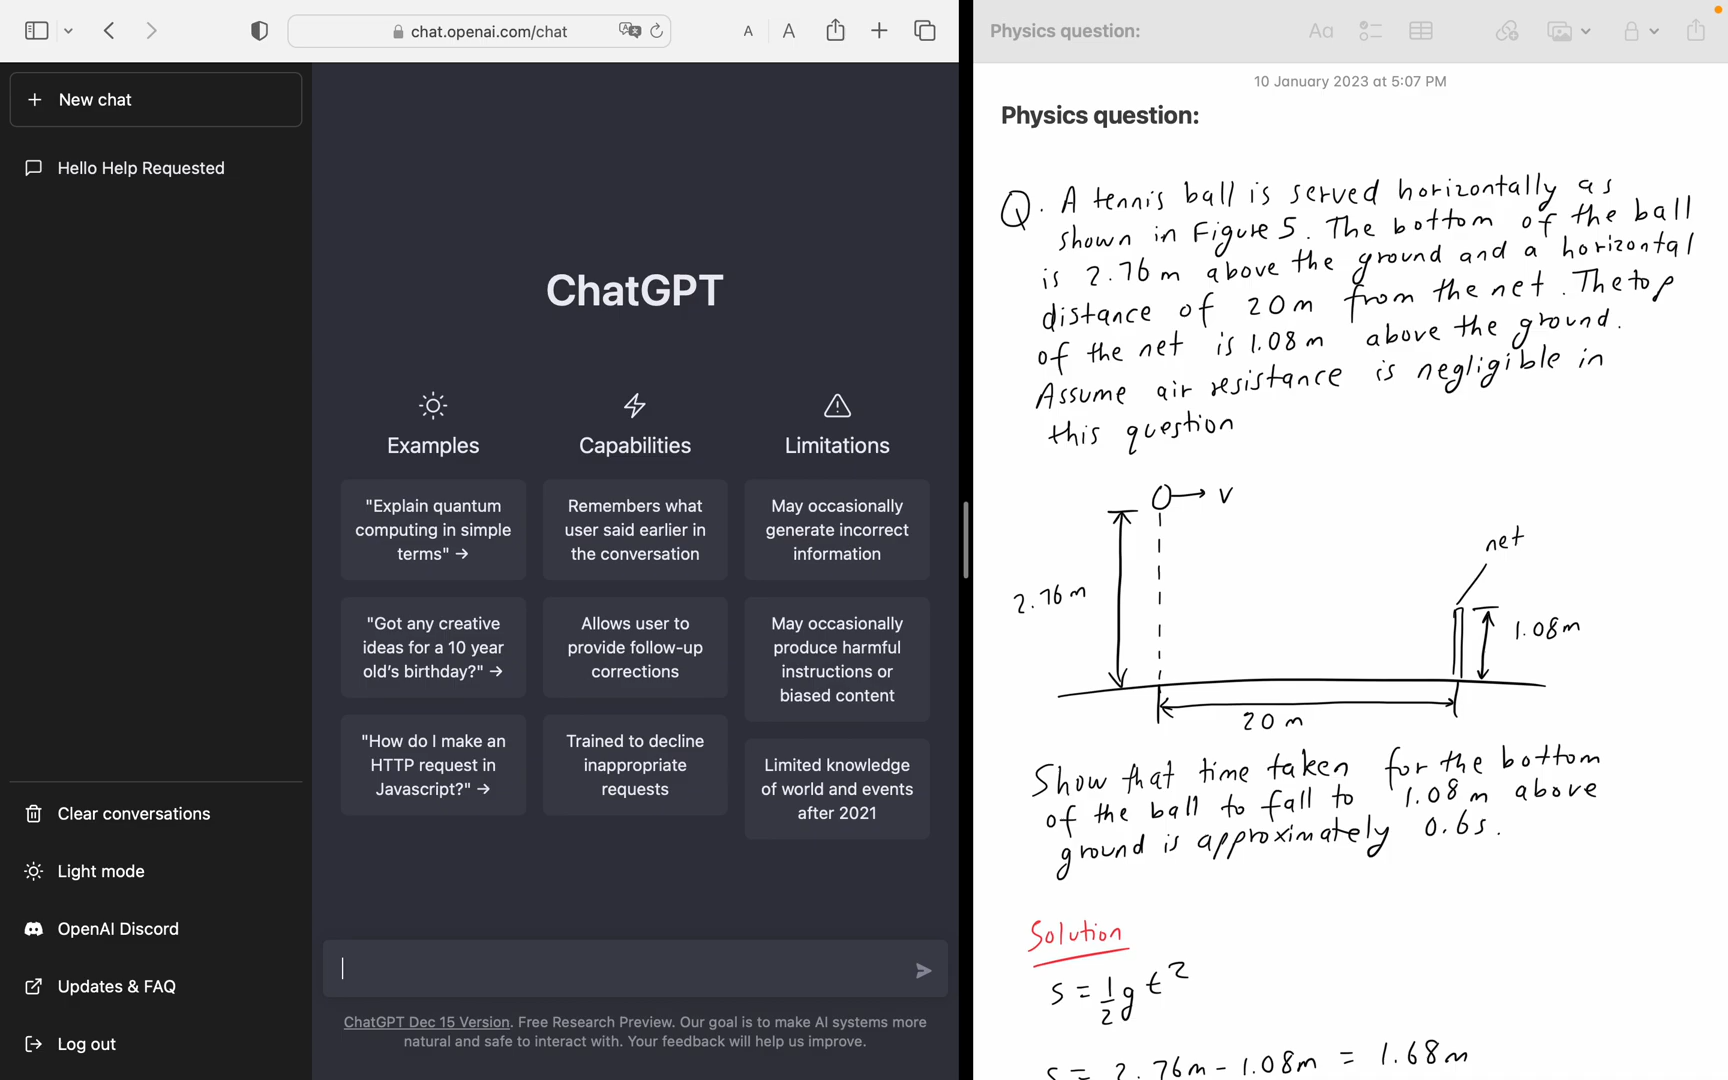 chat.openai.com/chat
A A
New chat
Hello Help Requested
ChatGPT
Examples
"Explain quantum
computing in simple
terms" →
"Got any creative
ideas for a 10 year
old's birthday?" →
"How do I make an
HTTP request in
Javascript?" →
Capabilities
Remembers what
user said earlier in
the conversation
Allows user to
provide follow-up
corrections
Trained to decline
inappropriate
requests
Limitations
May occasionally
generate incorrect
information
May occasionally
produce harmful
instructions or
biased content
Limited knowledge
of world and events
after 2021
Clear conversations
Light mode
OpenAI Discord
Updates & FAQ
Log out
ChatGPT Dec 15 Version. Free Research Preview. Our goal is to make AI systems more
natural and safe to interact with. Your feedback will help us improve.
Physics question:
Aa
10 January 2023 at 5:07 PM
Physics question:
Q. A tennis ball is served horizontally as
shown in Figure 5. The bottom of the ball
is 2.76 m above the ground and a horizontal
distance of 20 m from the net. The top
of the net is 1.08 m above the ground.
Assume air resistance is negligible in
this question
v
net
2.76 m
1.08 m
20 m
Show that time taken for the bottom
of the ball to fall to 1.08 m above
ground is approximately 0.6 s.
Solution
s = 1/2 g t²
s = 2.76m - 1.08m = 1.68m